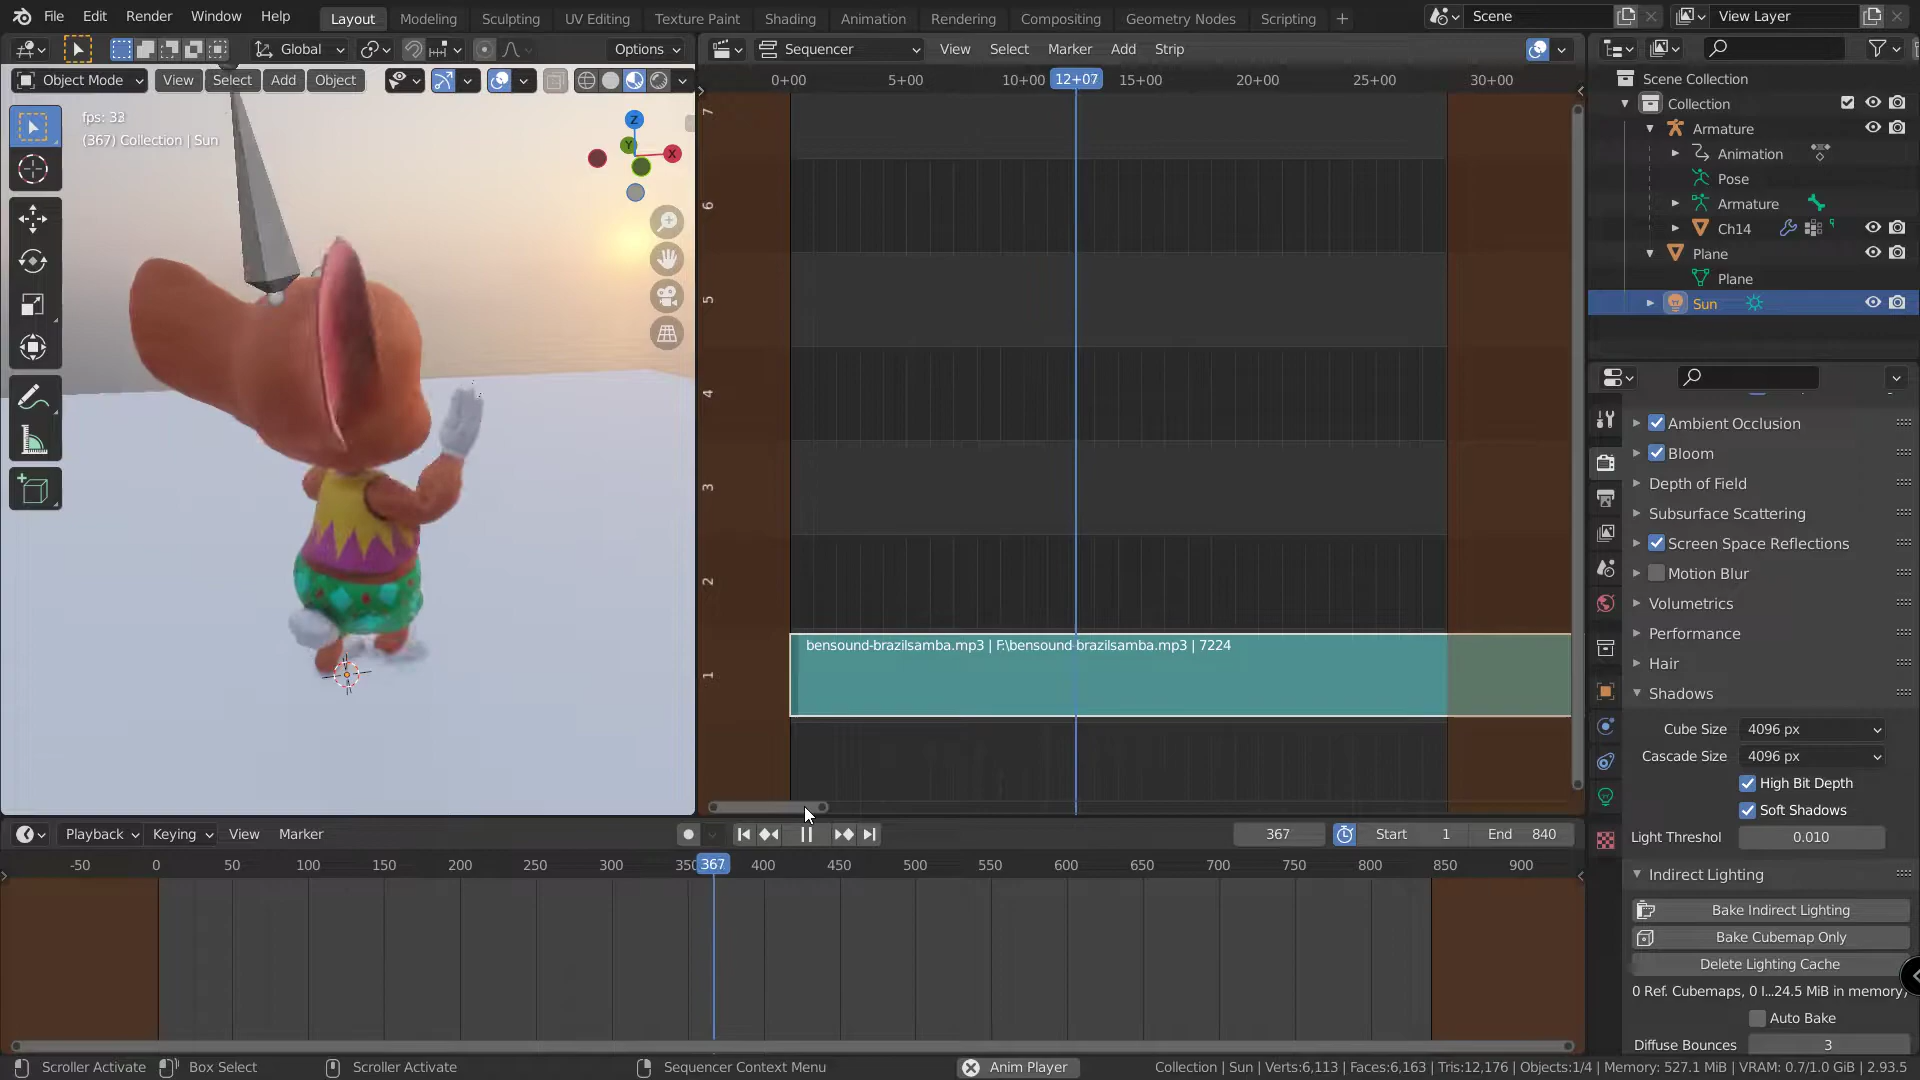 File Edit Render Window Help Layout Modeling Sculpting UV Editing Texture Paint Shading Animation Rendering Compositing Geometry Nodes Scripting + Scene View Layer
Global Options Sequencer View Select Marker Add Strip
Object Mode View Select Add Object 0+00 5+00 10+00 12+07 15+00 20+00 25+00 30+00
Scene Collection
Collection
Armature
Animation
Pose
Armature
Ch14
Plane
Plane
Sun
fps: 33
(367) Collection | Sun
Z
Y
X
7
6
5
4
3
2
1
bensound-brazilsamba.mp3 | F:\bensound-brazilsamba.mp3 | 7224
Ambient Occlusion
Bloom
Depth of Field
Subsurface Scattering
Screen Space Reflections
Motion Blur
Volumetrics
Performance
Hair
Shadows
Cube Size 4096 px
Cascade Size 4096 px
High Bit Depth
Soft Shadows
Light Threshol 0.010
Indirect Lighting
Bake Indirect Lighting
Bake Cubemap Only
Delete Lighting Cache
0 Ref. Cubemaps, 0 I...24.5 MiB in memory)
Auto Bake
Diffuse Bounces 3
Playback Keying View Marker 367 Start 1 End 840
-50 0 50 100 150 200 250 300 350 367 400 450 500 550 600 650 700 750 800 850 900
Scroller Activate Box Select Scroller Activate Sequencer Context Menu Anim Player Collection | Sun | Verts:6,113 | Faces:6,163 | Tris:12,176 | Objects:1/4 | Memory: 527.1 MiB | VRAM: 0.7/1.0 GiB | 2.93.5